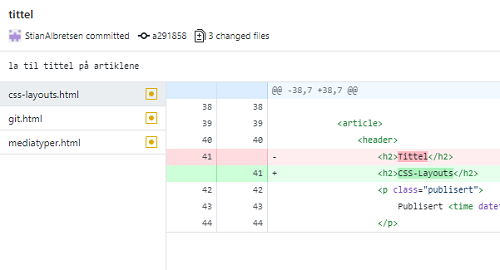 tittel
StianAlbretsen committed a291858 3 changed files
la til tittel på artiklene
css-layouts.html
git.html
mediatyper.html
@@ -38,7 +38,7 @@
38 38
39 39 <article>
40 40 <header>
41 - <h2>Tittel</h2>
41 + <h2>CSS-Layouts</h2>
42 42 <p class="publisert">
43 43 Publisert <time date
44 44 </p>